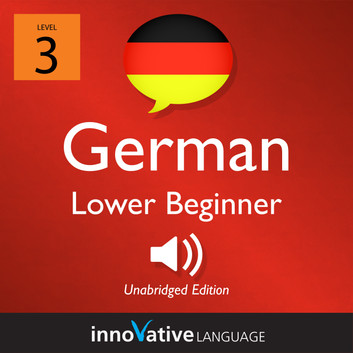 LEVEL
3
German
Lower Beginner
Unabridged Edition
innoVative LANGUAGE